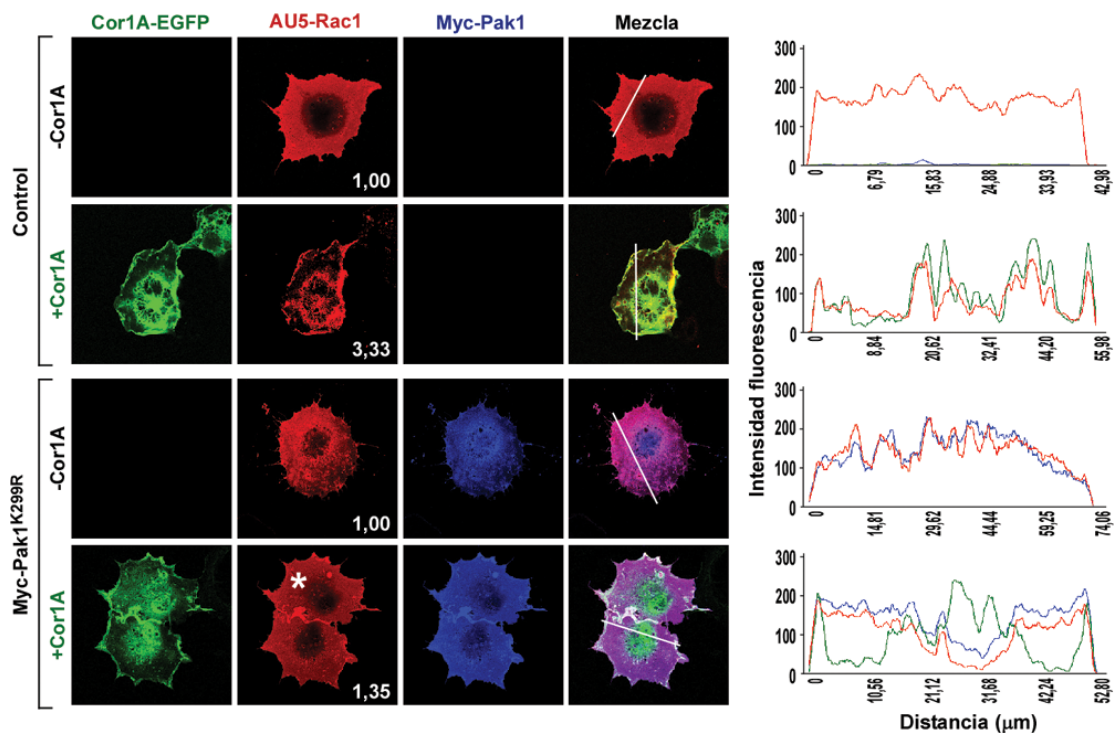 Cor1A-EGFP AU5-Rac1 Myc-Pak1 Mezcla
Control
-Cor1A
1,00
+Cor1A
3,33
Myc-Pak1K299R
-Cor1A
1,00
+Cor1A
*
1,35
Intensidad fluorescencia
300
200
100
0
0 6,79 15,83 24,88 33,93 42,98
300
200
100
0
0 8,84 20,62 32,41 44,20 55,98
300
200
100
0
0 14,81 29,62 44,44 59,25 74,06
300
200
100
0
0 10,56 21,12 31,68 42,24 52,80
Distancia (μm)